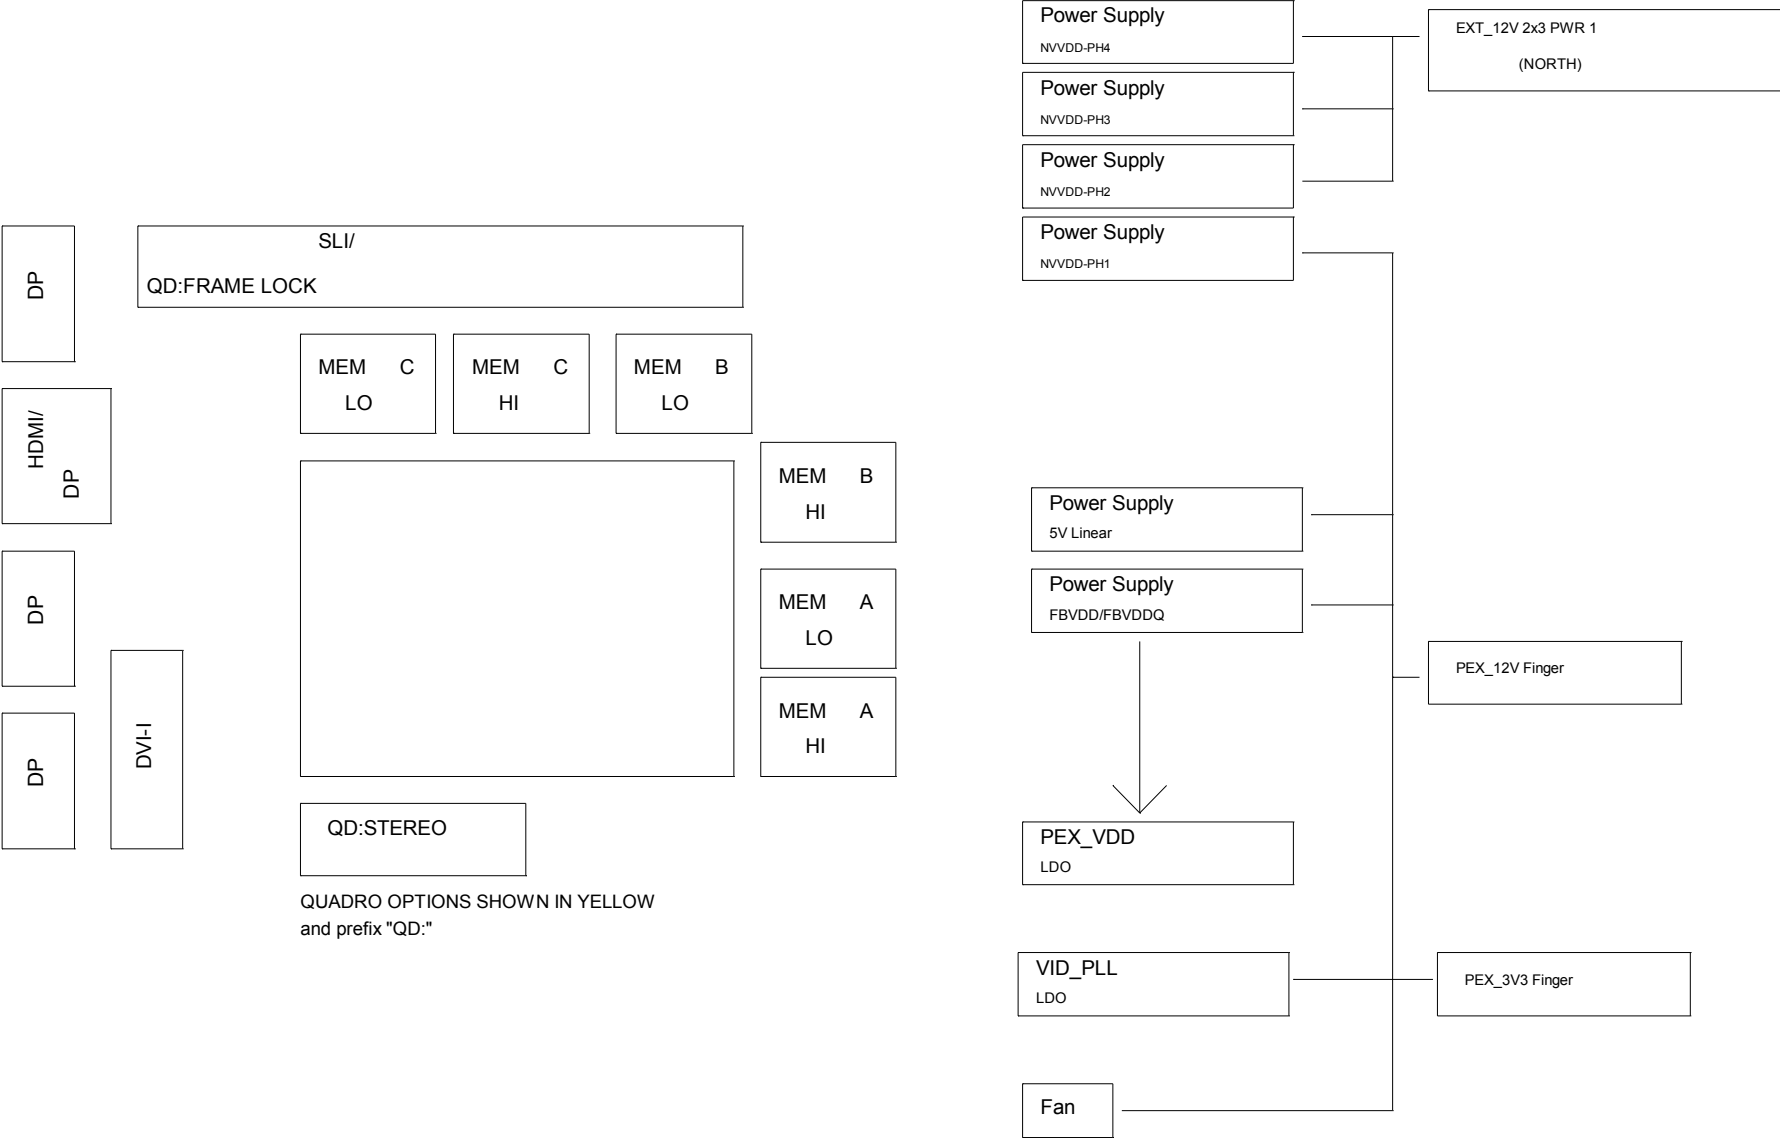 Power Supply
NVVDD-PH4
EXT_12V 2x3 PWR 1
(NORTH)
Power Supply
NVVDD-PH3
Power Supply
NVVDD-PH2
Power Supply
NVVDD-PH1
SLI/
QD:FRAME LOCK
DP
MEM C
LO
MEM C
HI
MEM B
LO
HDMI/
DP
MEM B
HI
Power Supply
5V Linear
Power Supply
FBVDD/FBVDDQ
DP
MEM A
LO
PEX_12V Finger
MEM A
HI
DP
DVI-I
QD:STEREO
PEX_VDD
LDO
QUADRO OPTIONS SHOWN IN YELLOW
and prefix "QD:"
VID_PLL
LDO
PEX_3V3 Finger
Fan